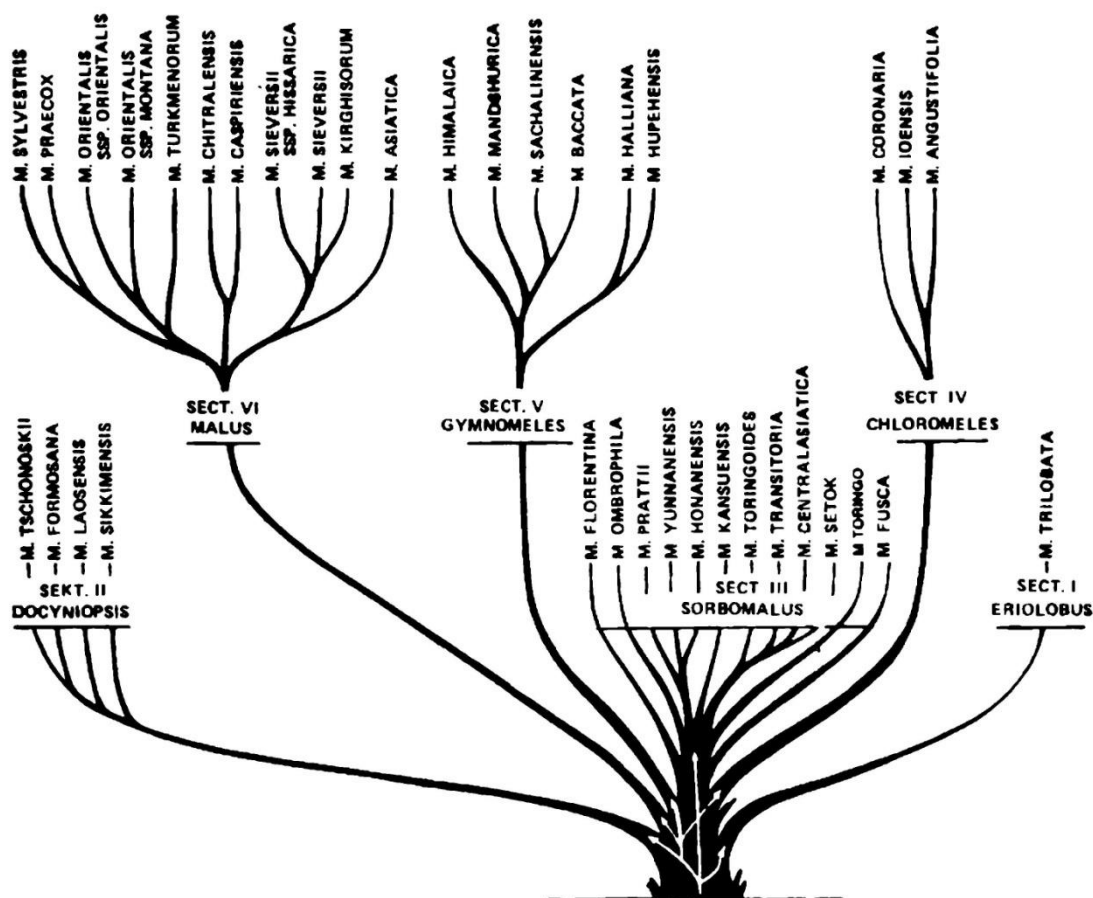 M. SYLVESTRIS
M. PRAECOX
M. ORIENTALIS
SSP. ORIENTALIS
M. ORIENTALIS
SSP. MONTANA
M. TURKMENORUM
M. CHITRALENSIS
M. CASPIRIENSIS
M. SIEVERSII
SSP. HISSARICA
M. SIEVERSII
M. KIRGHISORUM
M. ASIATICA
M. HIMALAICA
M. MANDSHURICA
M. SACHALINENSIS
M BACCATA
M. HALLIANA
M HUPEHENSIS
M. CORONARIA
M. IOENSIS
M. ANGUSTIFOLIA
SECT. VI
MALUS
SECT. V
GYMNOMELES
SECT IV
CHLOROMELES
M. TSCHONOSKII
M. FORMOSANA
M. LAOSENSIS
M. SIKKIMENSIS
SEKT. II
DOCYNIOPSIS
M. FLORENTINA
M OMBROPHILA
M. PRATTII
M YUNNANENSIS
M. HONANENSIS
M KANSUENSIS
M. TORINGOIDES
M. TRANSITORIA
M. CENTRALASIATICA
M. SETOK
M TORINGO
M FUSCA
SECT III
SORBOMALUS
M. TRILOBATA
SECT. I
ERIOLOBUS